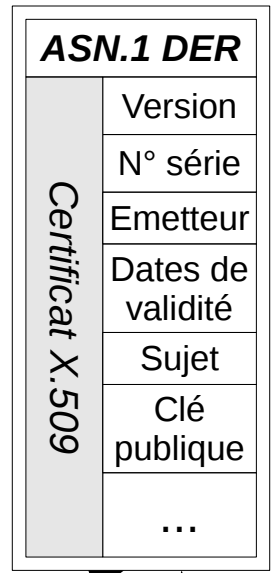 ASN.1 DER
Certificat X.509
Version
N° série
Emetteur
Dates de
validité
Sujet
Clé
publique
...